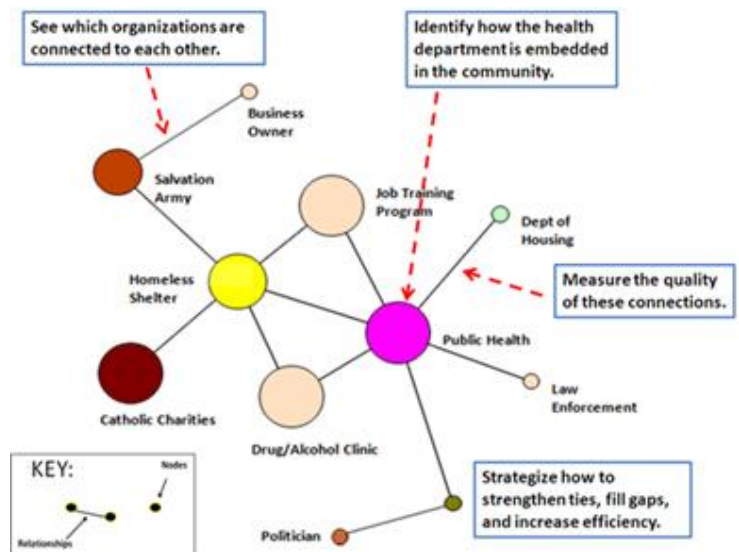 See which organizations are
connected to each other.
Identify how the health
department is embedded
in the community.
Business
Owner
Salvation
Army
Job Training
Program
Dept of
Housing
Homeless
Shelter
Measure the quality
of these connections.
Public Health
Law
Enforcement
Catholic Charities
Drug/Alcohol Clinic
KEY:
Nodes
Relationships
Strategize how to
strengthen ties, fill gaps,
and increase efficiency.
Politician